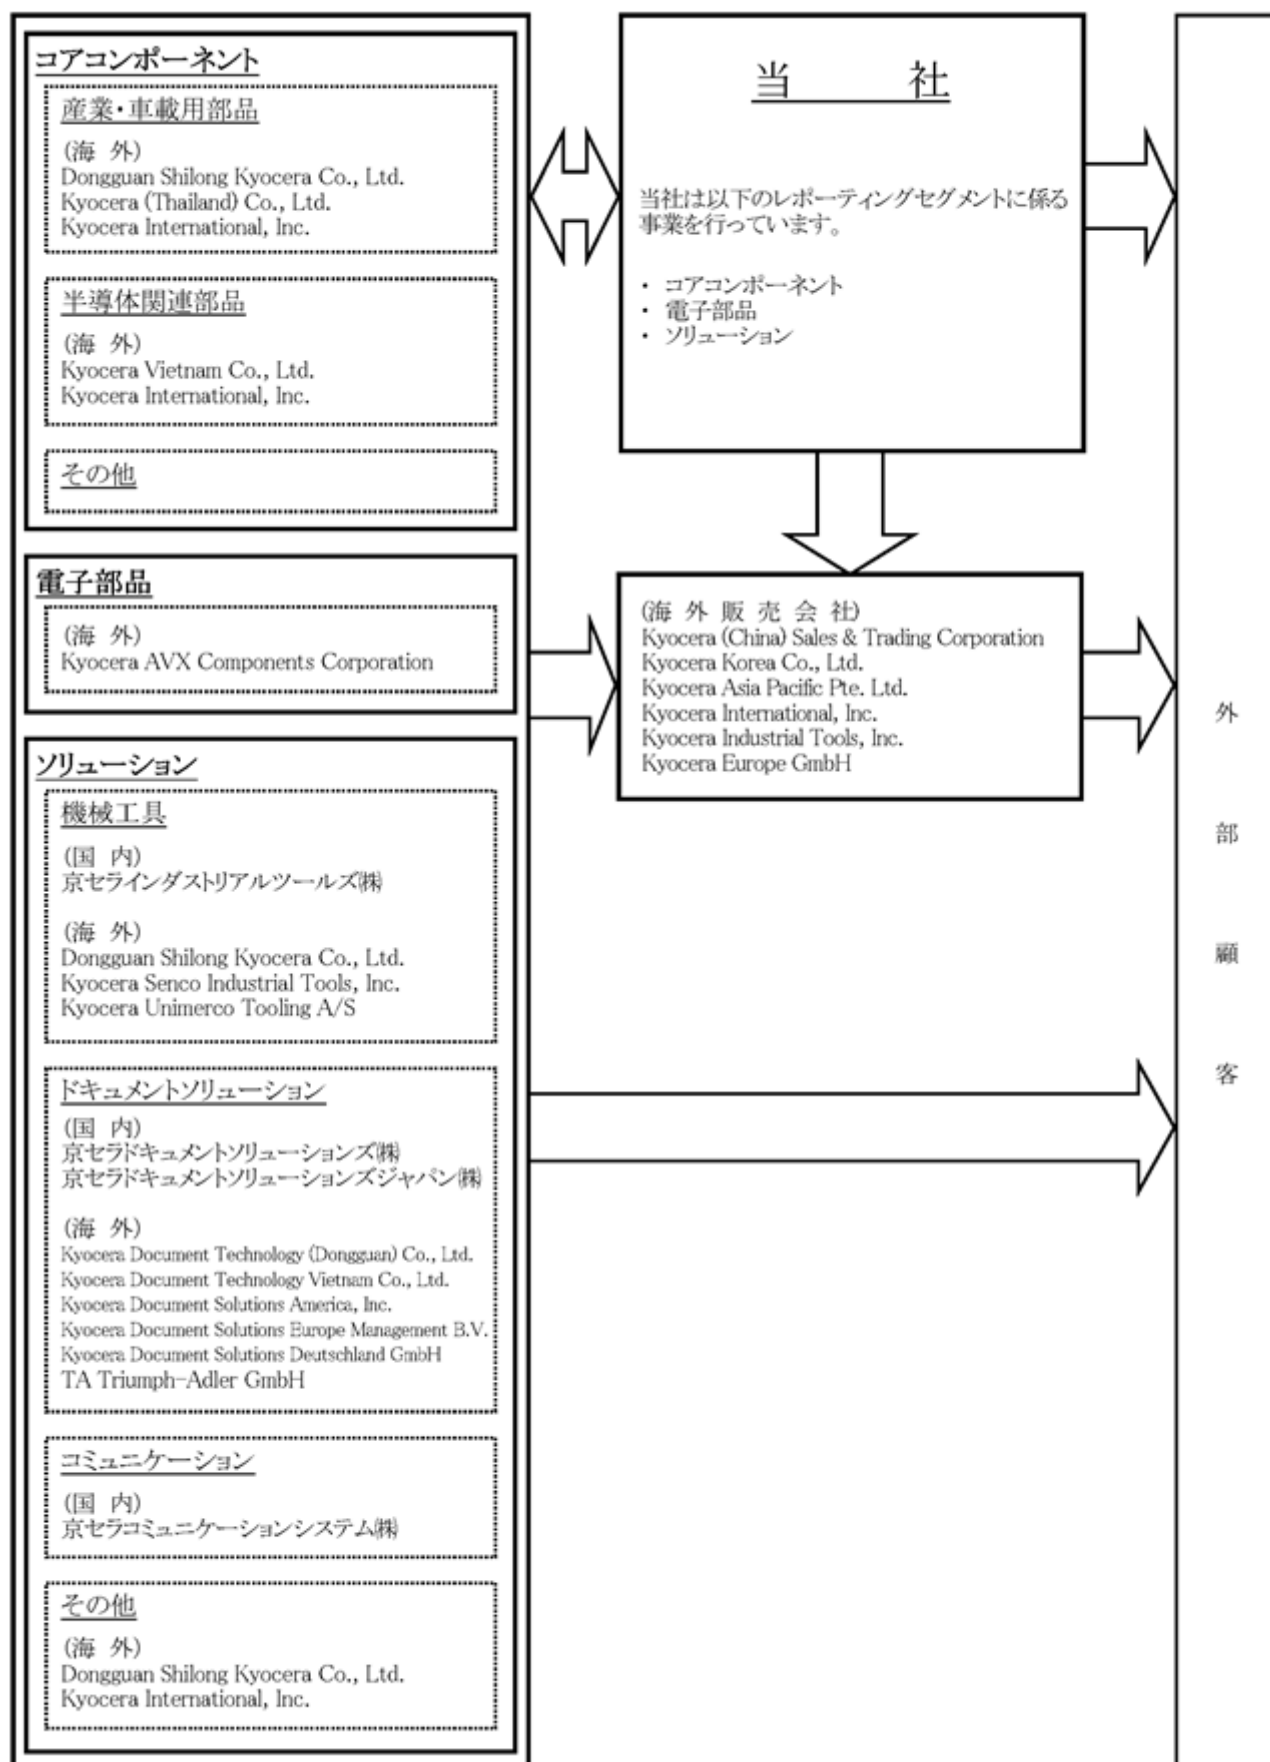 コアコンポーネント
産業・車載用部品
(海 外)
Dongguan Shilong Kyocera Co., Ltd.
Kyocera (Thailand) Co., Ltd.
Kyocera International, Inc.
半導体関連部品
(海 外)
Kyocera Vietnam Co., Ltd.
Kyocera International, Inc.
その他
電子部品
(海 外)
Kyocera AVX Components Corporation
ソリューション
機械工具
(国 内)
京セラインダストリアルツールズ㈱
(海 外)
Dongguan Shilong Kyocera Co., Ltd.
Kyocera Senco Industrial Tools, Inc.
Kyocera Unimerco Tooling A/S
ドキュメントソリューション
(国 内)
京セラドキュメントソリューションズ㈱
京セラドキュメントソリューションズジャパン㈱
(海 外)
Kyocera Document Technology (Dongguan) Co., Ltd.
Kyocera Document Technology Vietnam Co., Ltd.
Kyocera Document Solutions America, Inc.
Kyocera Document Solutions Europe Management B.V.
Kyocera Document Solutions Deutschland GmbH
TA Triumph-Adler GmbH
コミュニケーション
(国 内)
京セラコミュニケーションシステム㈱
その他
(海 外)
Dongguan Shilong Kyocera Co., Ltd.
Kyocera International, Inc.
当 社
当社は以下のレポーティングセグメントに係る
事業を行っています。
・ コアコンポーネント
・ 電子部品
・ ソリューション
(海 外 販 売 会 社)
Kyocera (China) Sales & Trading Corporation
Kyocera Korea Co., Ltd.
Kyocera Asia Pacific Pte. Ltd.
Kyocera International, Inc.
Kyocera Industrial Tools, Inc.
Kyocera Europe GmbH
外部顧客